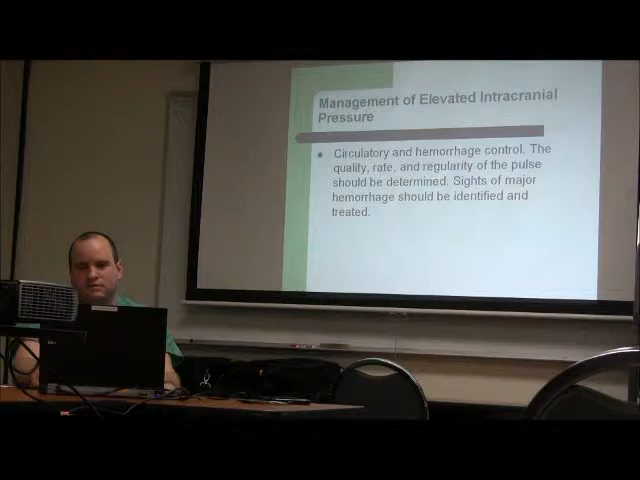 Management of Elevated Intracranial
Pressure
Circulatory and hemorrhage control. The
quality, rate, and regularity of the pulse
should be determined. Sights of major
hemorrhage should be identified and
treated.